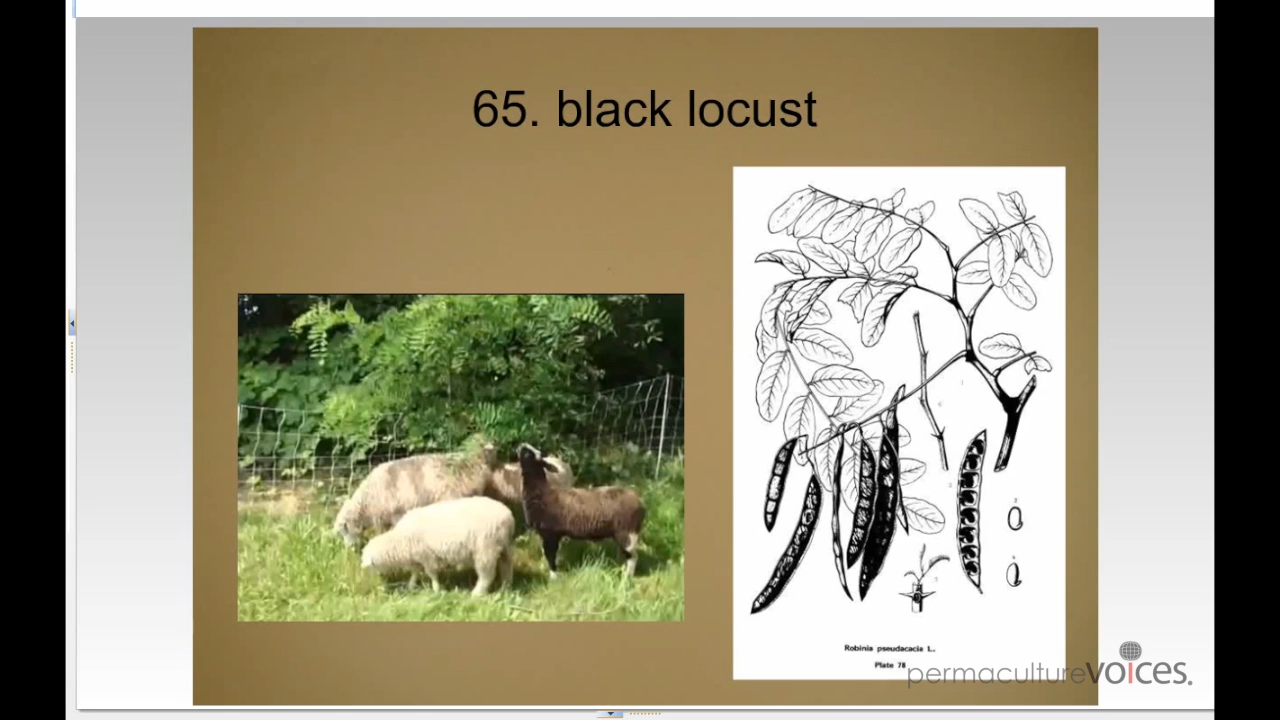 65. black locust
Robinia pseudacacia L.
Plate 78
permaculturevoices.